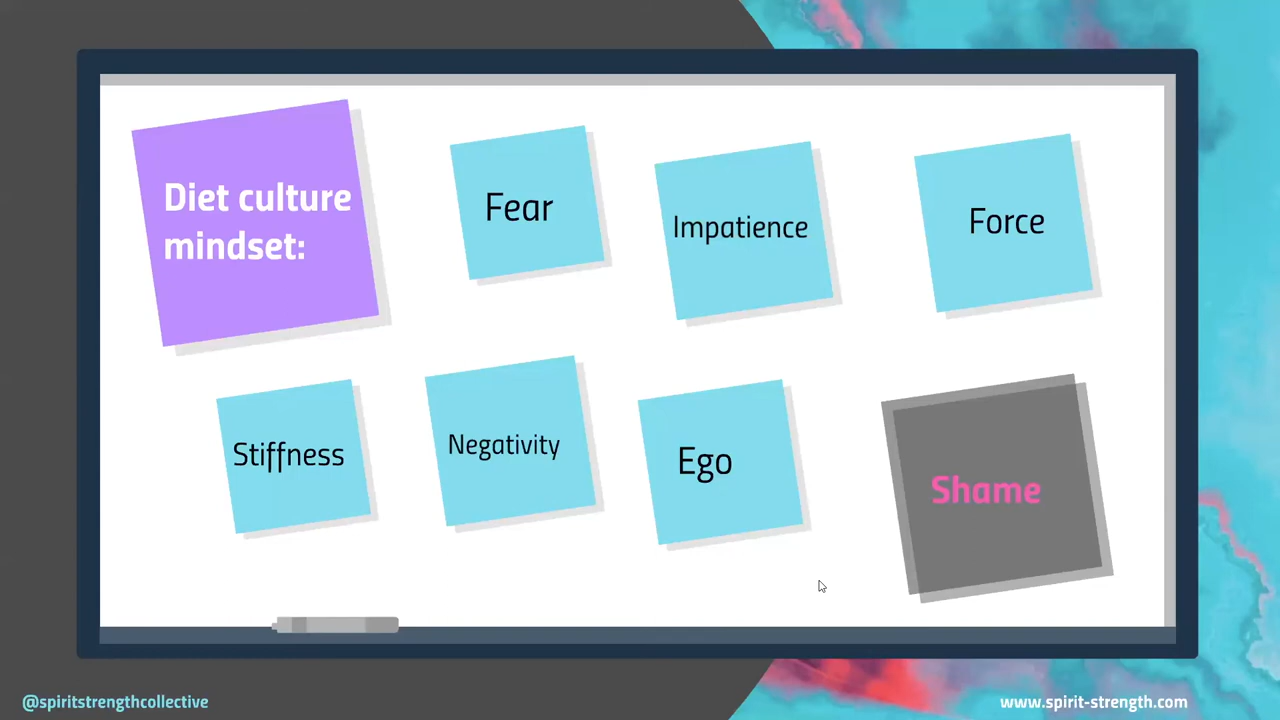 Diet culture
mindset:
Fear
Impatience
Force
Stiffness
Negativity
Ego
Shame
@spiritstrengthcollective
www.spirit-strength.com